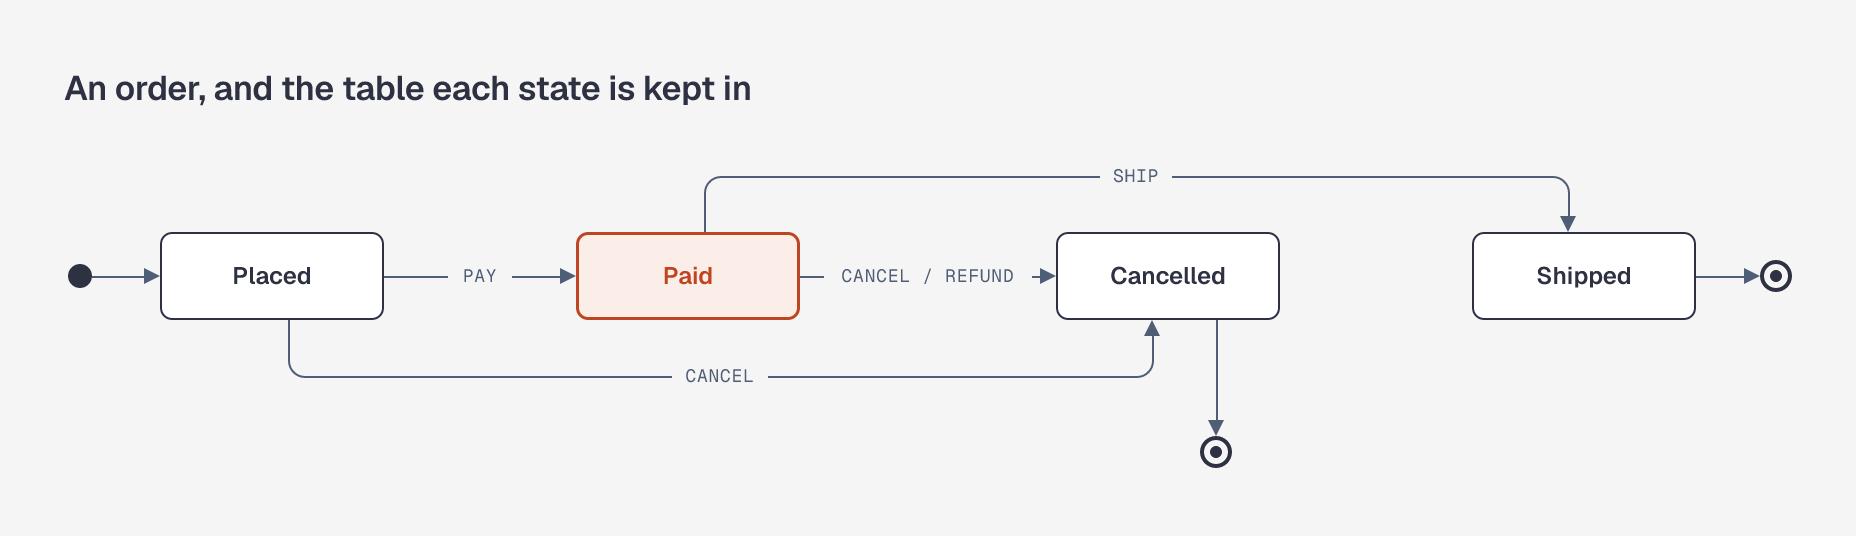 An order, and the table each state is kept in
SHIP
Placed
PAY
Paid
CANCEL / REFUND
Cancelled
Shipped
CANCEL